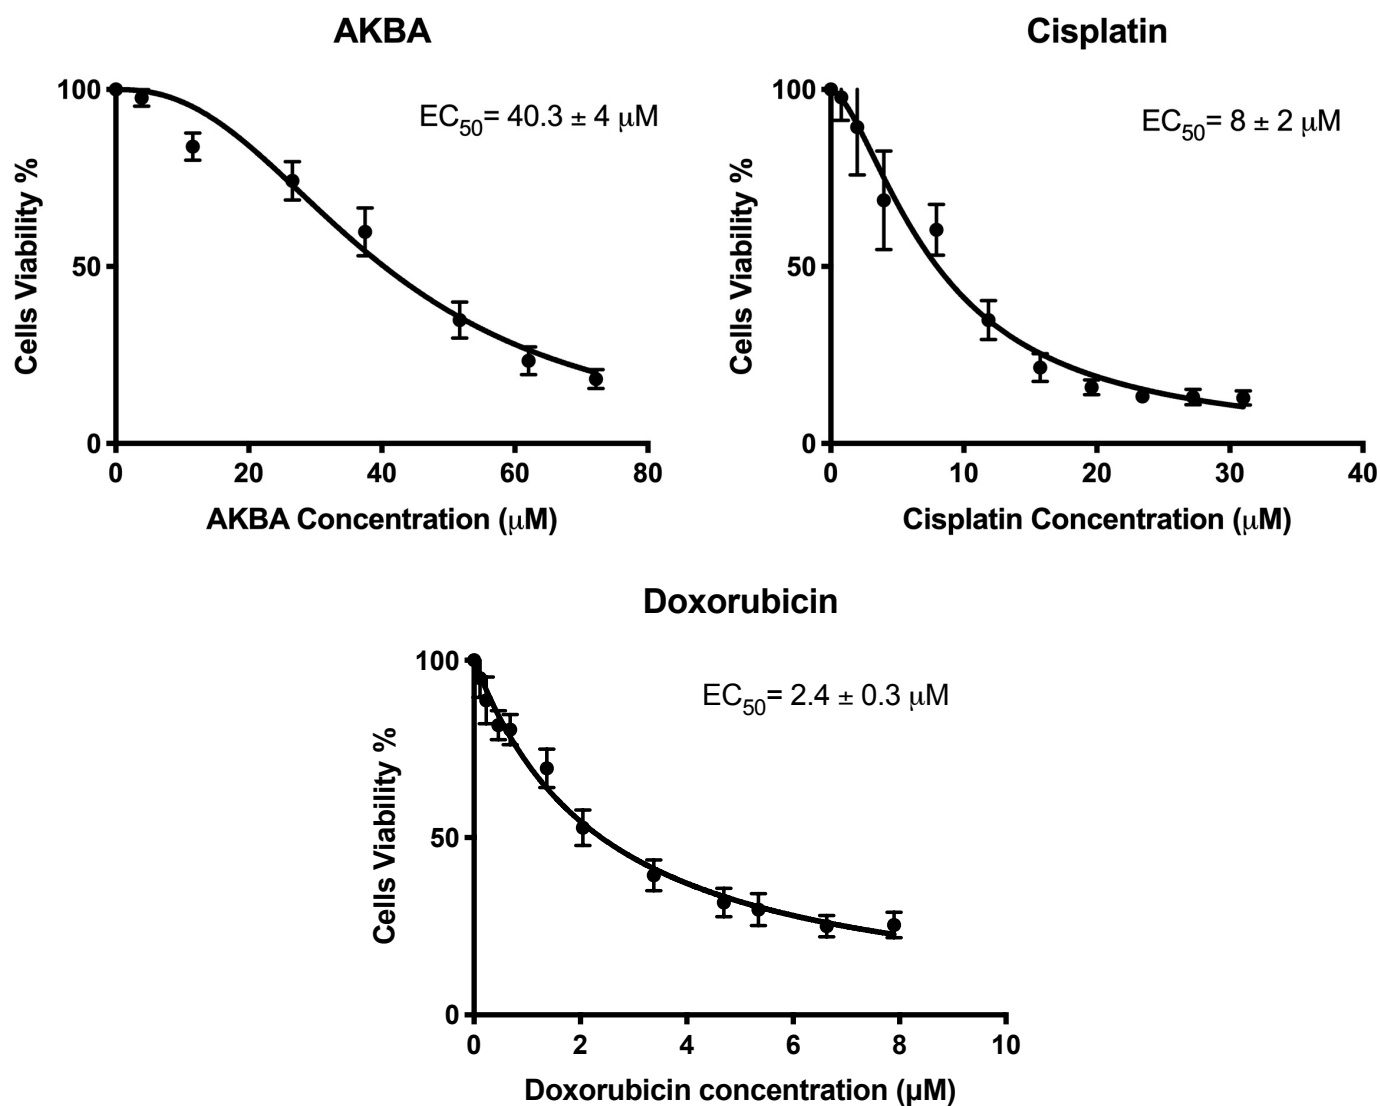 AKBA
EC50= 40.3 ± 4 μM
Cells Viability %
100
50
0
0 20 40 60 80
AKBA Concentration (μM)
Cisplatin
EC50= 8 ± 2 μM
Cells Viability %
100
50
0
0 10 20 30 40
Cisplatin Concentration (μM)
Doxorubicin
EC50= 2.4 ± 0.3 μM
Cells Viability %
100
50
0
0 2 4 6 8 10
Doxorubicin concentration (μM)